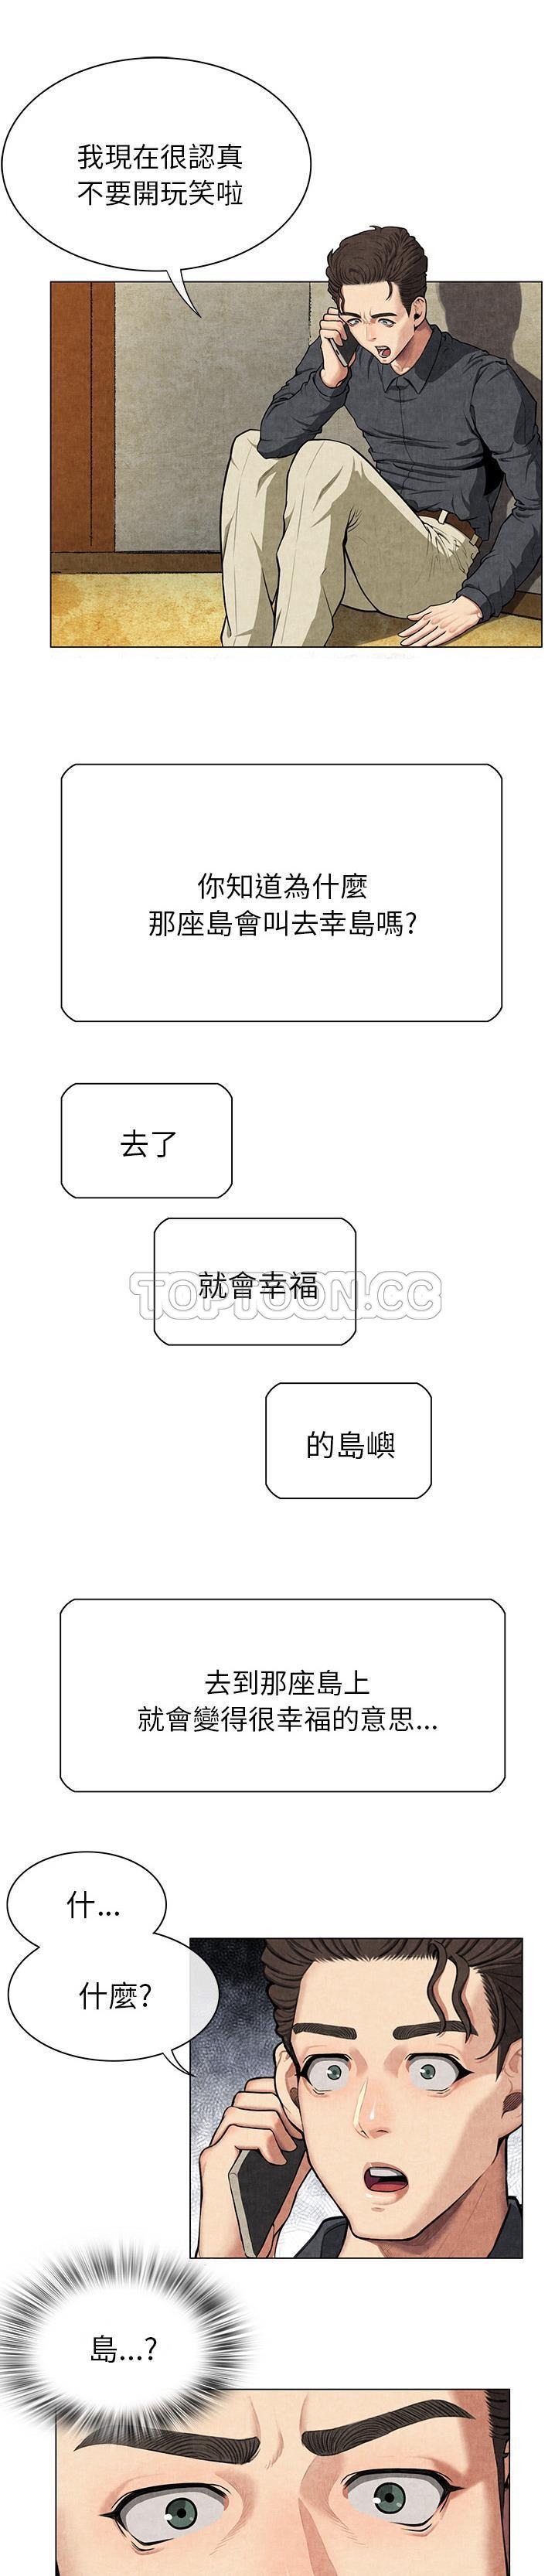 我現在很認真
不要開玩笑啦
你知道為什麼
那座島會叫去幸島嗎?
去了
就會幸福
TOPTOON.CC
的島嶼
去到那座島上
就會變得很幸福的意思...
什...
什麼?
島...?